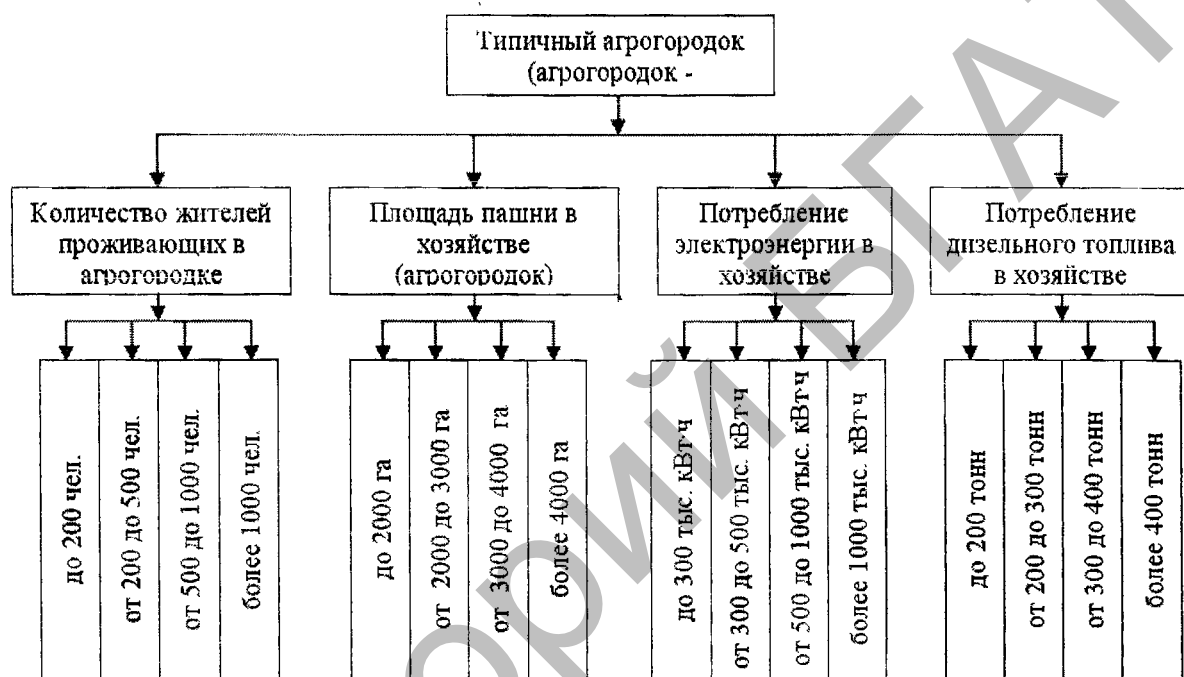 Типичный агрогородок
(агрогородок -
Количество жителей
проживающих в
агрогородке
Площадь пашни в
хозяйстве
(агрогородок)
Потребление
электроэнергии в
хозяйстве
Потребление
дизельного топлива
в хозяйстве
до 200 чел.
от 200 до 500 чел.
от 500 до 1000 чел.
более 1000 чел.
до 2000 га
от 2000 до 3000 га
от 3000 до 4000 га
более 4000 га
до 300 тыс. кВт·ч
от 300 до 500 тыс. кВт·ч
от 500 до 1000 тыс. кВт·ч
более 1000 тыс. кВт·ч
до 200 тонн
от 200 до 300 тонн
от 300 до 400 тонн
более 400 тонн